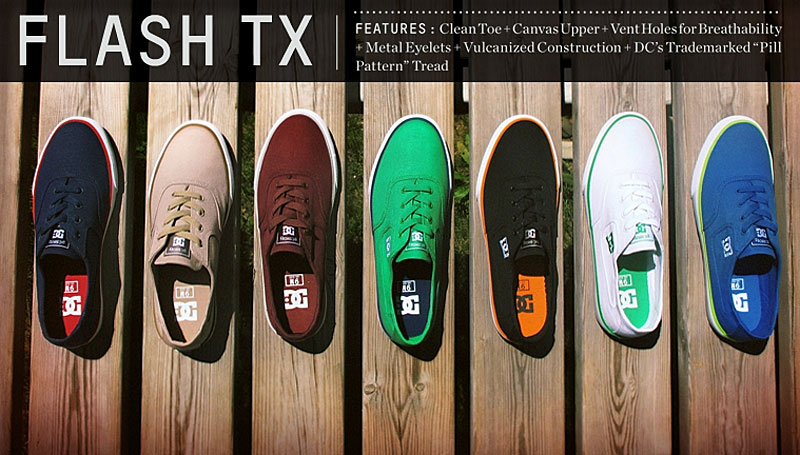 FLASH TX
FEATURES : Clean Toe + Canvas Upper + Vent Holes for Breathability
+ Metal Eyelets + Vulcanized Construction + DC's Trademarked “Pill
Pattern” Tread